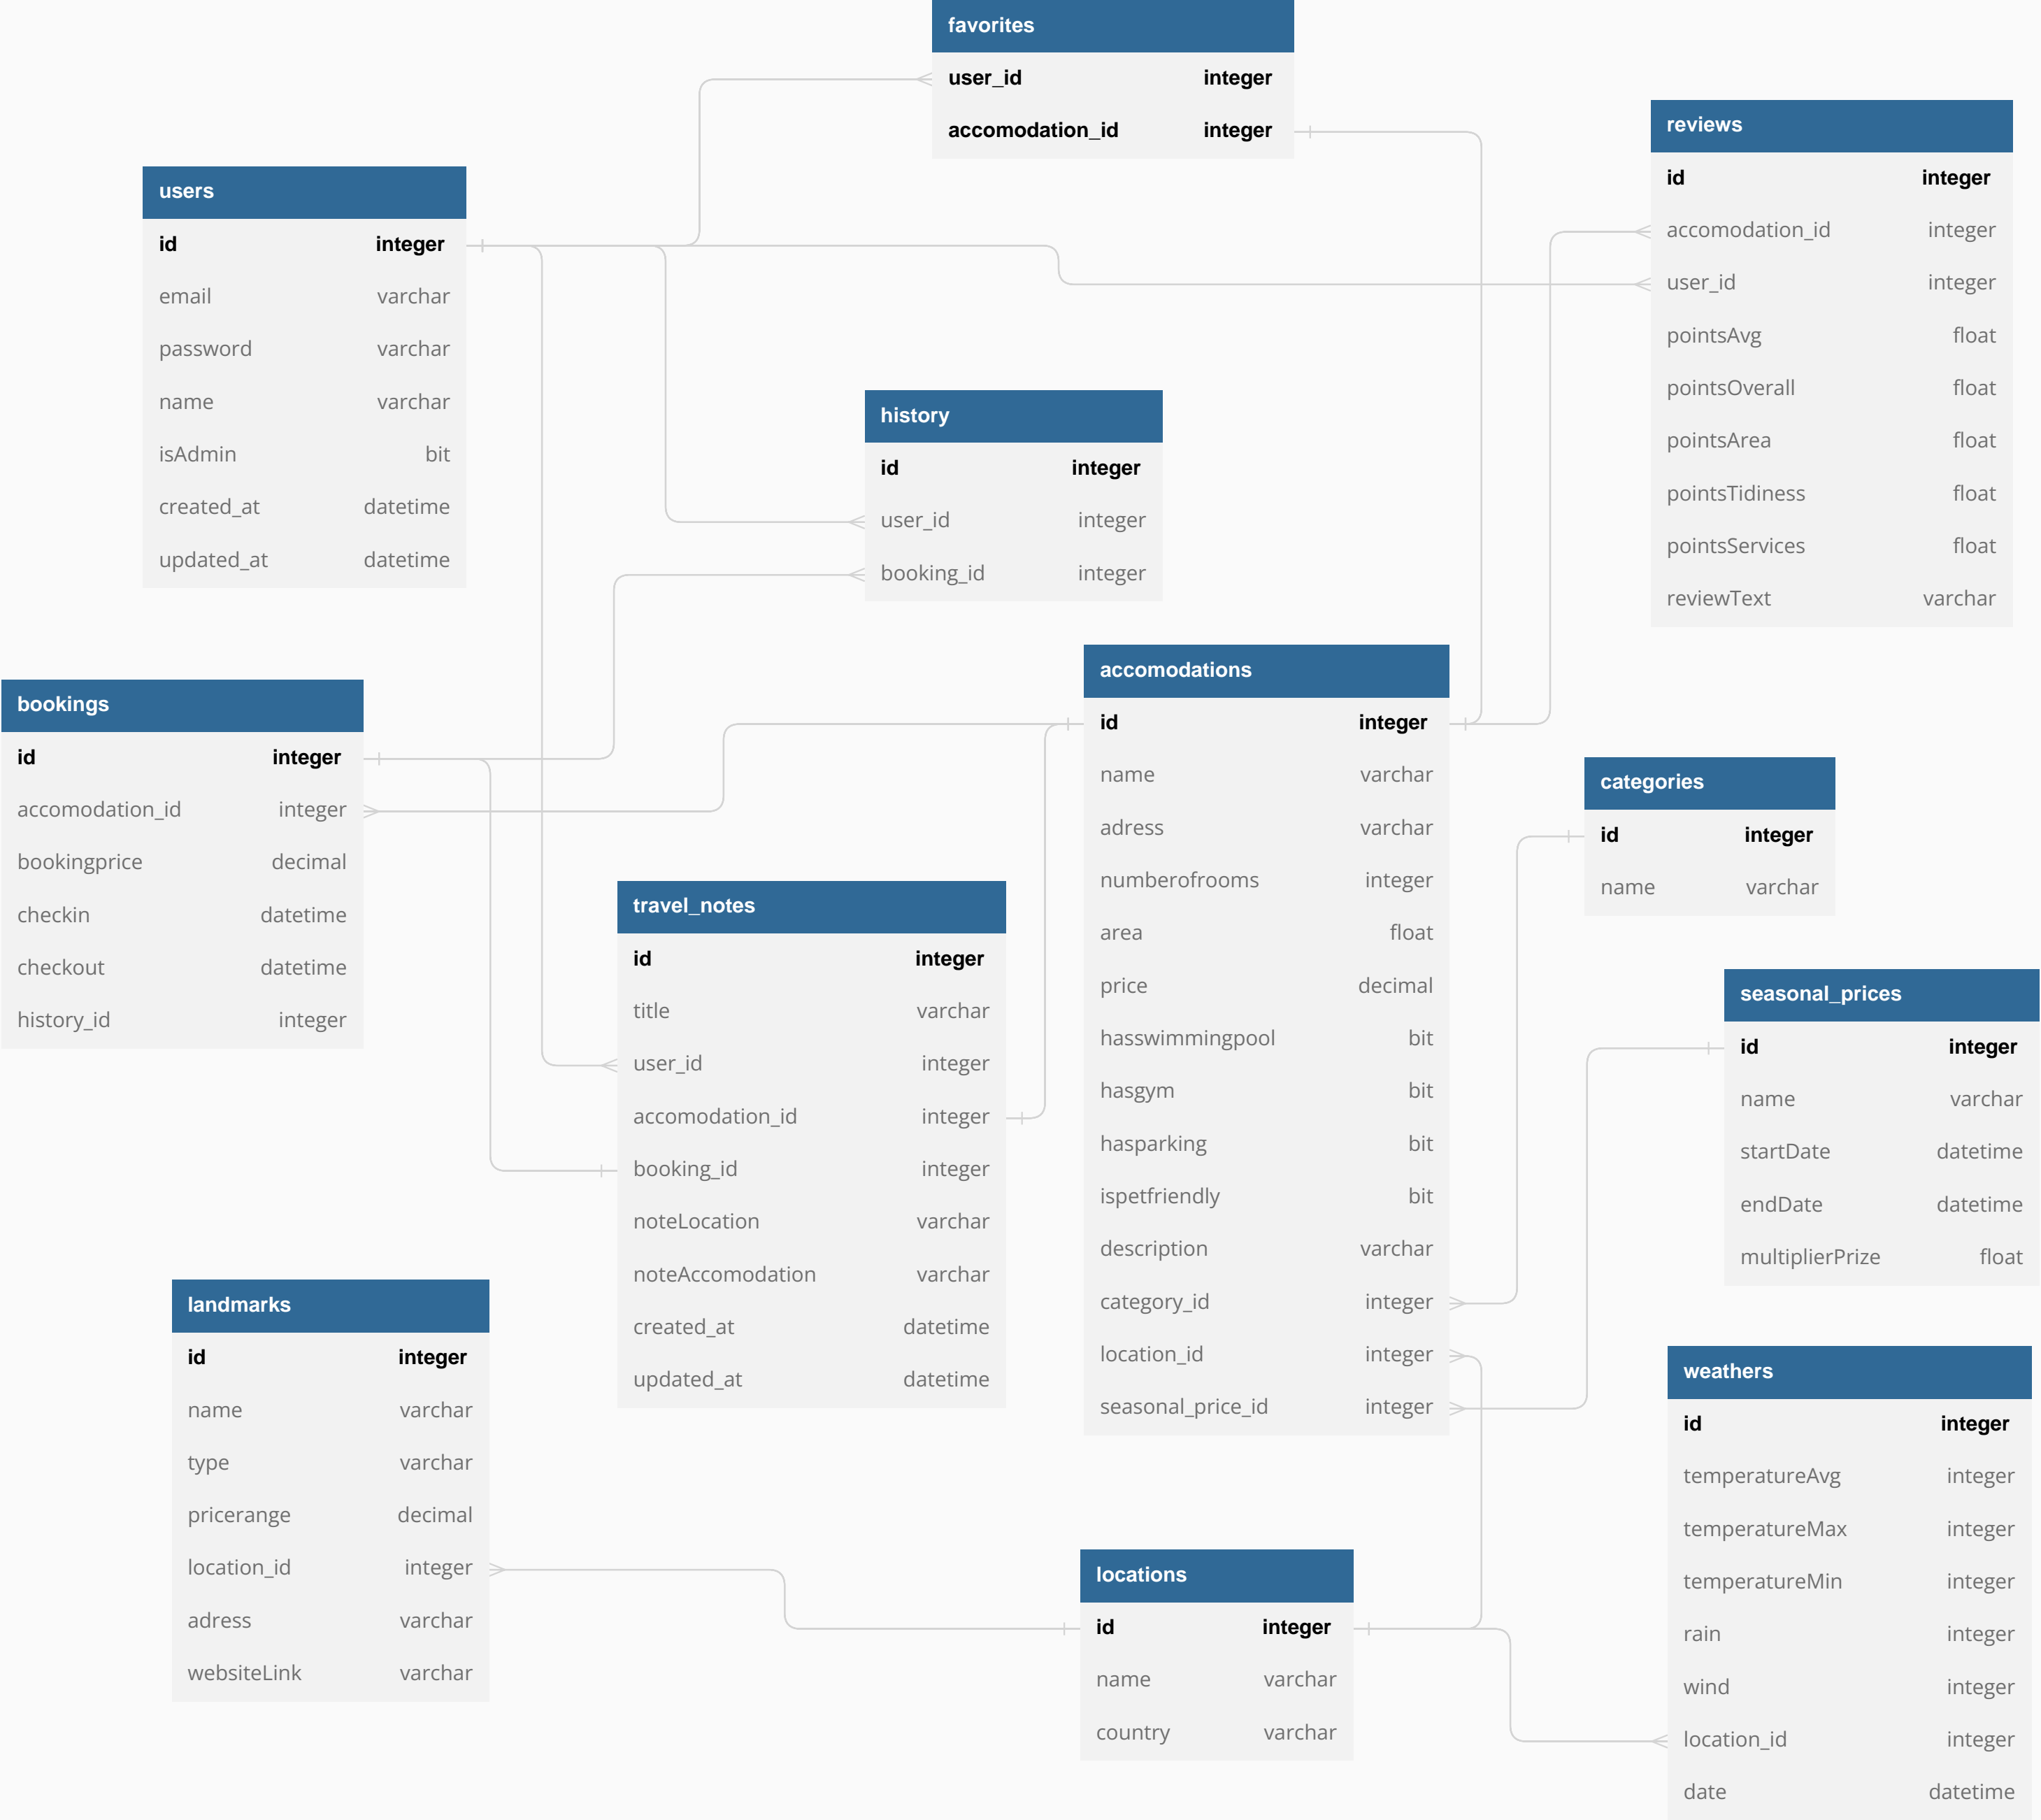 favorites
user_id integer
accomodation_id integer
reviews
id integer
accomodation_id integer
user_id integer
pointsAvg float
pointsOverall float
pointsArea float
pointsTidiness float
pointsServices float
reviewText varchar
users
id integer
email varchar
password varchar
name varchar
isAdmin bit
created_at datetime
updated_at datetime
history
id integer
user_id integer
booking_id integer
bookings
id integer
accomodation_id integer
bookingprice decimal
checkin datetime
checkout datetime
history_id integer
accomodations
id integer
name varchar
adress varchar
numberofrooms integer
area float
price decimal
hasswimmingpool bit
hasgym bit
hasparking bit
ispetfriendly bit
description varchar
category_id integer
location_id integer
seasonal_price_id integer
categories
id integer
name varchar
travel_notes
id integer
title varchar
user_id integer
accomodation_id integer
booking_id integer
noteLocation varchar
noteAccomodation varchar
created_at datetime
updated_at datetime
seasonal_prices
id integer
name varchar
startDate datetime
endDate datetime
multiplierPrize float
landmarks
id integer
name varchar
type varchar
pricerange decimal
location_id integer
adress varchar
websiteLink varchar
locations
id integer
name varchar
country varchar
weathers
id integer
temperatureAvg integer
temperatureMax integer
temperatureMin integer
rain integer
wind integer
location_id integer
date datetime